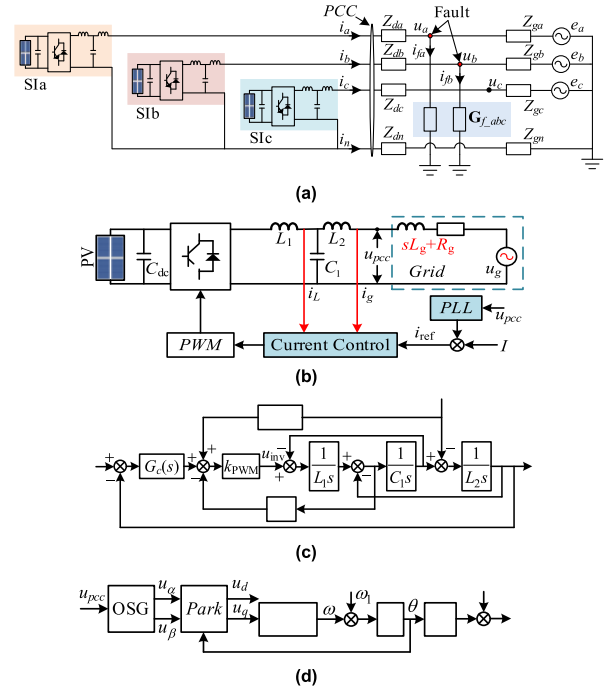 PCC
Fault
i_a
Z_da
u_a
Z_ga
e_a
i_fa
i_b
Z_db
u_b
Z_gb
e_b
SIa
i_fb
i_c
u_c
e_c
Z_dc
Z_gc
SIb
G_f_abc
SIc
i_n
Z_dn
Z_gn
(a)
PV
C_dc
L_1
L_2
C_1
u_pcc
sL_g+R_g
Grid
u_g
i_L
i_g
PLL
u_pcc
PWM
Current Control
i_ref
I
(b)
+
−
G_c(s)
+
−
+
k_PWM
u_inv
−
+
1
L_1s
+
−
1
C_1s
+
−
1
L_2s
(c)
u_pcc
OSG
u_α
u_β
Park
u_d
u_q
ω
ω_1
θ
(d)